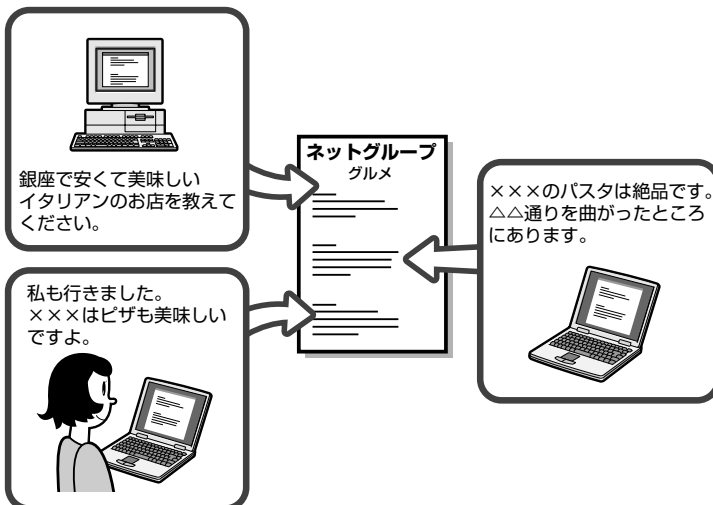 銀座で安くて美味しい
イタリアンのお店を教えて
ください。
ネットグループ
グルメ
×××のパスタは絶品です。
△△通りを曲がったところ
にあります。
私も行きました。
×××はピザも美味しい
ですよ。